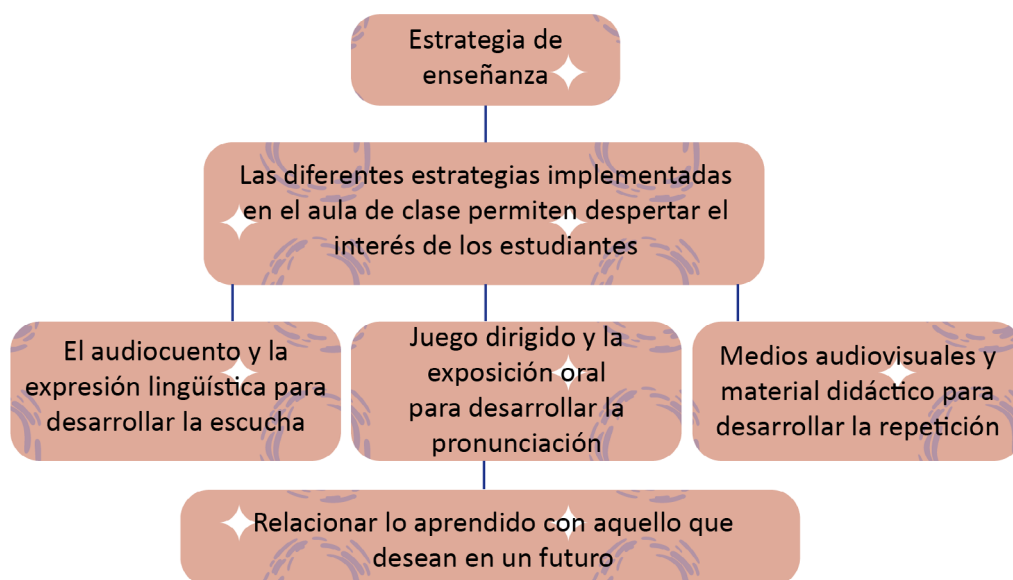 Estrategia de
enseñanza
Las diferentes estrategias implementadas
en el aula de clase permiten despertar el
interés de los estudiantes
El audiocuento y la
expresión lingüística para
desarrollar la escucha
Juego dirigido y la
exposición oral
para desarrollar la
pronunciación
Medios audiovisuales y
material didáctico para
desarrollar la repetición
Relacionar lo aprendido con aquello que
desean en un futuro